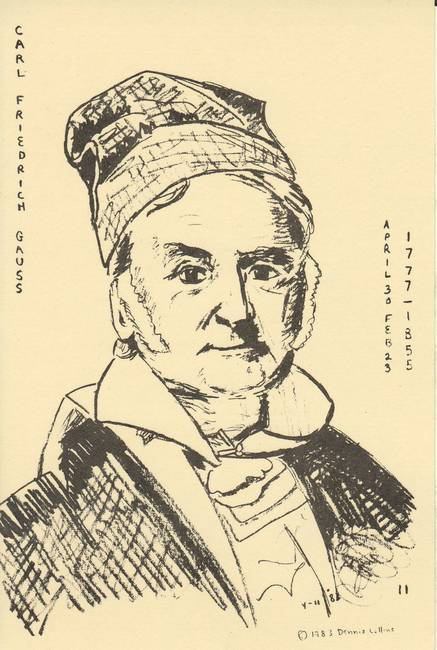 CARL FRIEDRICH GAUSS
1777-1855
APRIL 30 FEB 23
11
© 1983 Dennis Collins